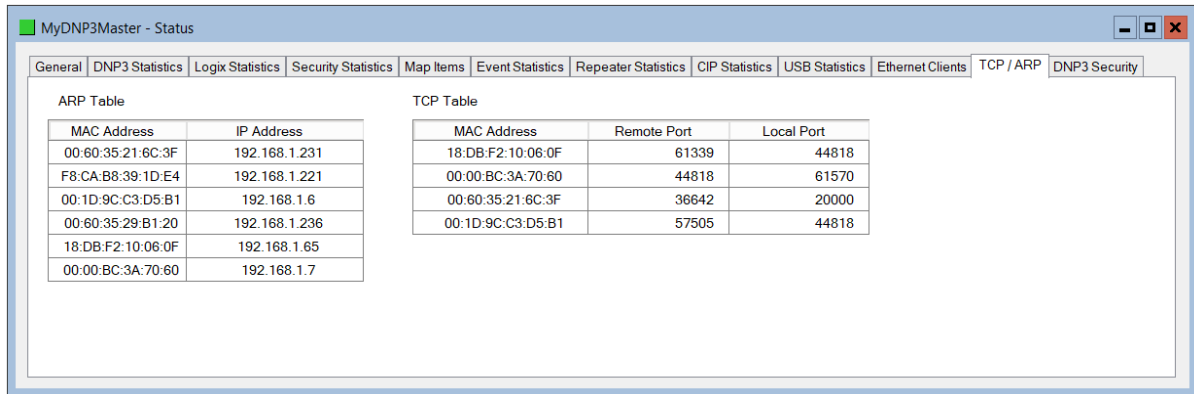 MyDNP3Master - Status
General DNP3 Statistics Logix Statistics Security Statistics Map Items Event Statistics Repeater Statistics CIP Statistics USB Statistics Ethernet Clients TCP / ARP DNP3 Security
ARP Table
MAC Address IP Address
00:60:35:21:6C:3F 192.168.1.231
F8:CA:B8:39:1D:E4 192.168.1.221
00:1D:9C:C3:D5:B1 192.168.1.6
00:60:35:29:B1:20 192.168.1.236
18:DB:F2:10:06:0F 192.168.1.65
00:00:BC:3A:70:60 192.168.1.7
TCP Table
MAC Address Remote Port Local Port
18:DB:F2:10:06:0F 61339 44818
00:00:BC:3A:70:60 44818 61570
00:60:35:21:6C:3F 36642 20000
00:1D:9C:C3:D5:B1 57505 44818